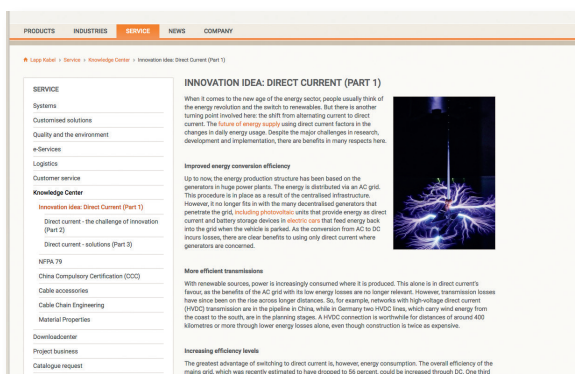 PRODUCTS INDUSTRIES SERVICE NEWS COMPANY
Lapp Kabel › Service › Knowledge Center › Innovation idea: Direct Current (Part 1)
SERVICE
Systems
Customised solutions
Quality and the environment
e-Services
Logistics
Customer service
Knowledge Center
Innovation idea: Direct Current (Part 1)
Direct current - the challenge of innovation
(Part 2)
Direct current - solutions (Part 3)
NFPA 79
China Compulsory Certification (CCC)
Cable accessories
Cable Chain Engineering
Material Properties
Downloadcenter
Project business
Catalogue request
INNOVATION IDEA: DIRECT CURRENT (PART 1)
When it comes to the new age of the energy sector, people usually think of
the energy revolution and the switch to renewables. But there is another
turning point involved here: the shift from alternating current to direct
current. The future of energy supply using direct current factors in the
changes in daily energy usage. Despite the major challenges in research,
development and implementation, there are benefits in many respects here.
Improved energy conversion efficiency
Up to now, the energy production structure has been based on the
generators in huge power plants. The energy is distributed via an AC grid.
This procedure is in place as a result of the centralised infrastructure.
However, it no longer fits in with the many decentralised generators that
penetrate the grid, including photovoltaic units that provide energy as direct
current and battery storage devices in electric cars that feed energy back
into the grid when the vehicle is parked. As the conversion from AC to DC
incurs losses, there are clear benefits to using only direct current where
generators are concerned.
More efficient transmissions
With renewable sources, power is increasingly consumed where it is produced. This alone is in direct current's
favour, as the benefits of the AC grid with its low energy losses are no longer relevant. However, transmission losses
have since been on the rise across longer distances. So, for example, networks with high-voltage direct current
(HVDC) transmission are in the pipeline in China, while in Germany two HVDC lines, which carry wind energy from
the coast to the south, are in the planning stages. A HVDC connection is worthwhile for distances of around 400
kilometres or more through lower energy losses alone, even though construction is twice as expensive.
Increasing efficiency levels
The greatest advantage of switching to direct current is, however, energy consumption. The overall efficiency of the
mains grid, which was recently estimated to have dropped to 56 percent, could be increased through DC. One third